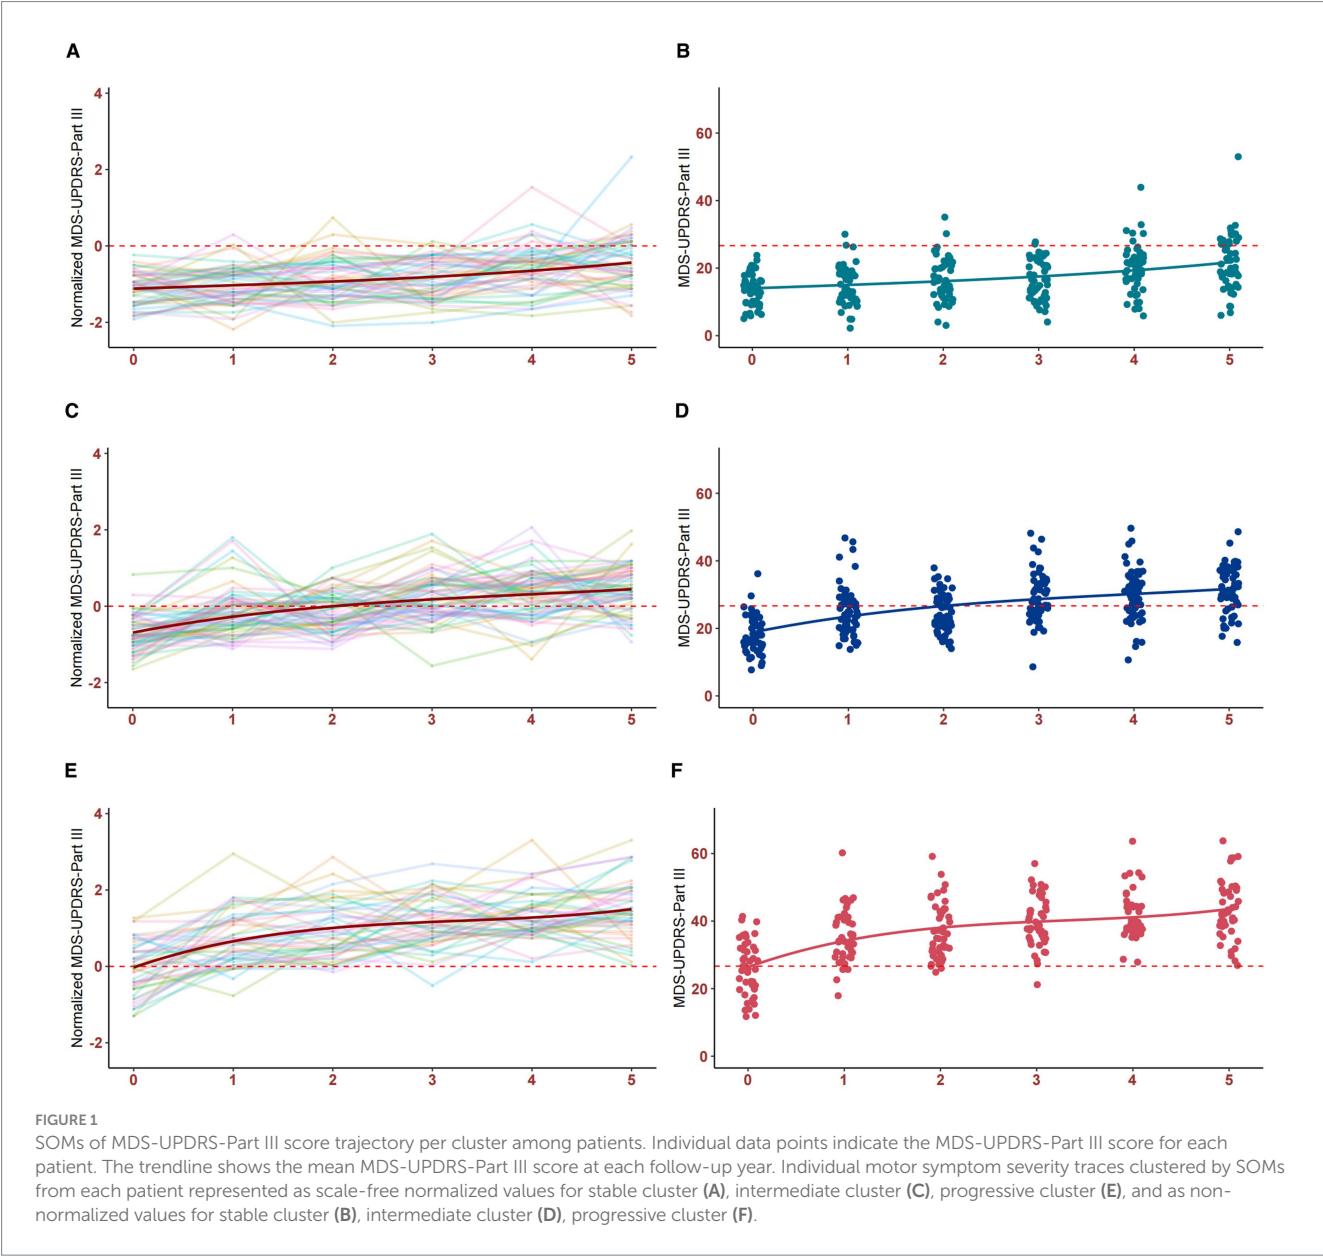 A
Normalized MDS-UPDRS-Part III
4
2
0
-2
0 1 2 3 4 5
B
MDS-UPDRS-Part III
60
40
20
0
0 1 2 3 4 5
C
Normalized MDS-UPDRS-Part III
4
2
0
-2
0 1 2 3 4 5
D
MDS-UPDRS-Part III
60
40
20
0
0 1 2 3 4 5
E
Normalized MDS-UPDRS-Part III
4
2
0
-2
0 1 2 3 4 5
F
MDS-UPDRS-Part III
60
40
20
0
0 1 2 3 4 5
FIGURE 1
SOMs of MDS-UPDRS-Part III score trajectory per cluster among patients. Individual data points indicate the MDS-UPDRS-Part III score for each
patient. The trendline shows the mean MDS-UPDRS-Part III score at each follow-up year. Individual motor symptom severity traces clustered by SOMs
from each patient represented as scale-free normalized values for stable cluster (A), intermediate cluster (C), progressive cluster (E), and as non-
normalized values for stable cluster (B), intermediate cluster (D), progressive cluster (F).